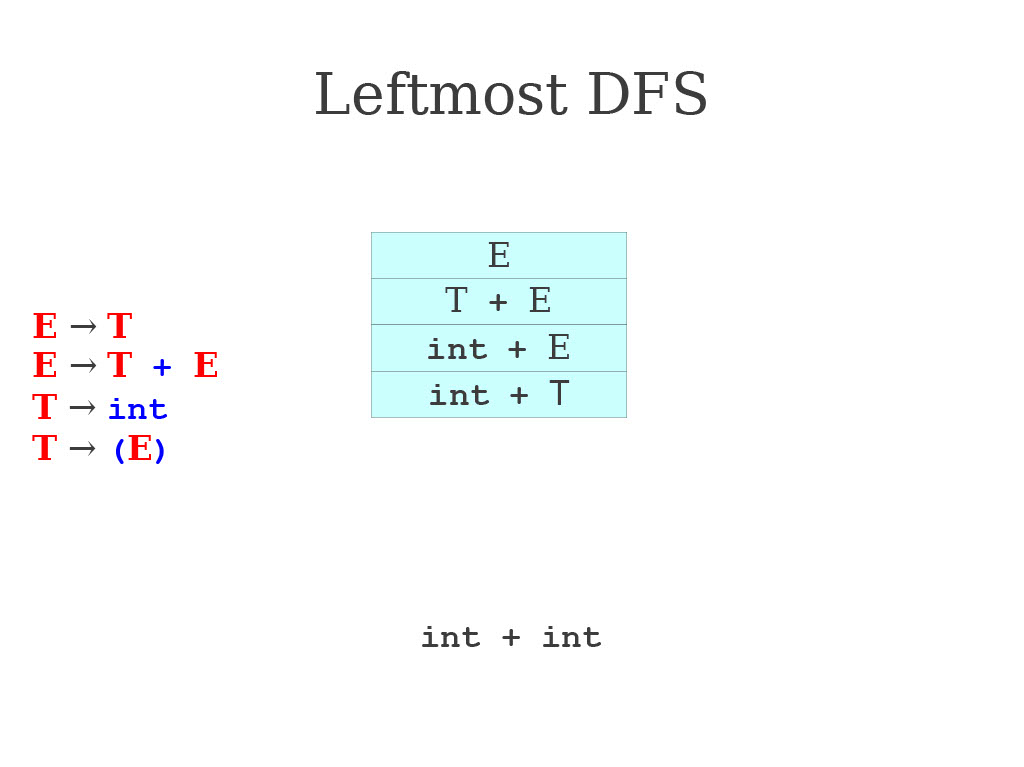 Leftmost DFS
E → T
E → T + E
T → int
T → (E)
E
T + E
int + E
int + T
int + int